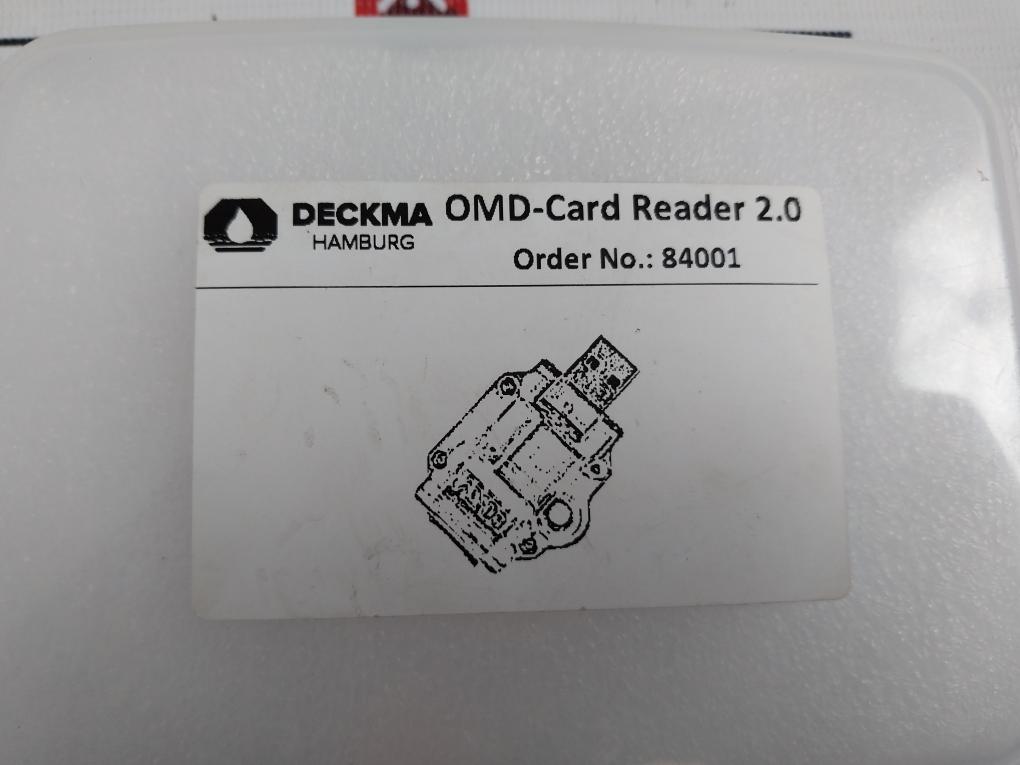 DECKMA OMD-Card Reader 2.0
HAMBURG
Order No.: 84001